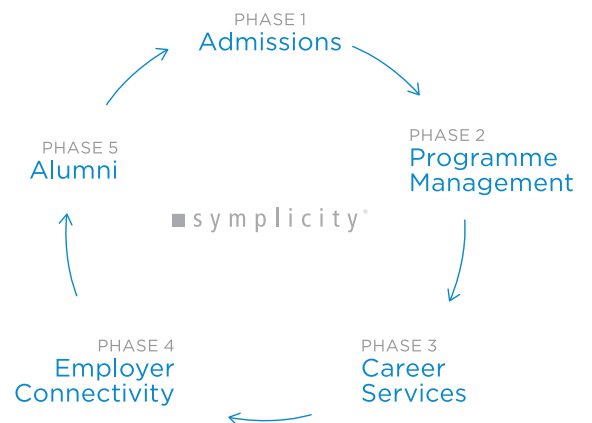 PHASE 1
Admissions
PHASE 2
Programme
Management
PHASE 5
Alumni
symplicity®
PHASE 3
Career
Services
PHASE 4
Employer
Connectivity